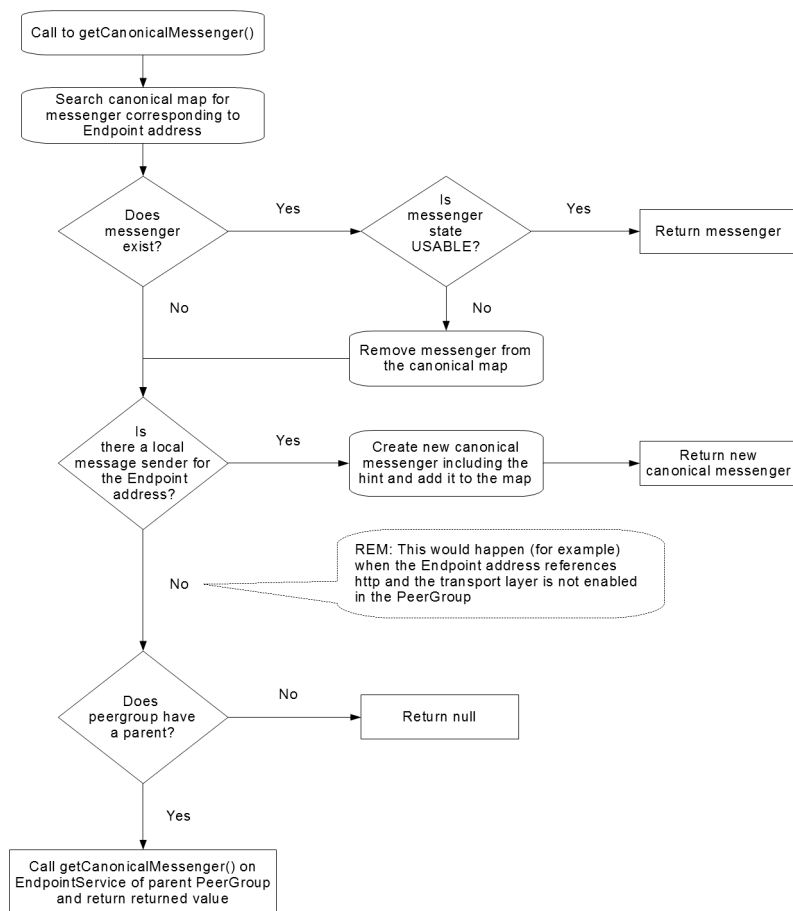 Call to getCanonicalMessenger()
Search canonical map for
messenger corresponding to
Endpoint address
Does
messenger
exist?
Yes
Is
messenger
state
USABLE?
Yes
Return messenger
No
No
Remove messenger from
the canonical map
Is
there a local
message sender for
the Endpoint
address?
Yes
Create new canonical
messenger including the
hint and add it to the map
Return new
canonical messenger
No
REM: This would happen (for example)
when the Endpoint address references
http and the transport layer is not enabled
in the PeerGroup
Does
peergroup have
a parent?
No
Return null
Yes
Call getCanonicalMessenger() on
EndpointService of parent PeerGroup
and return returned value